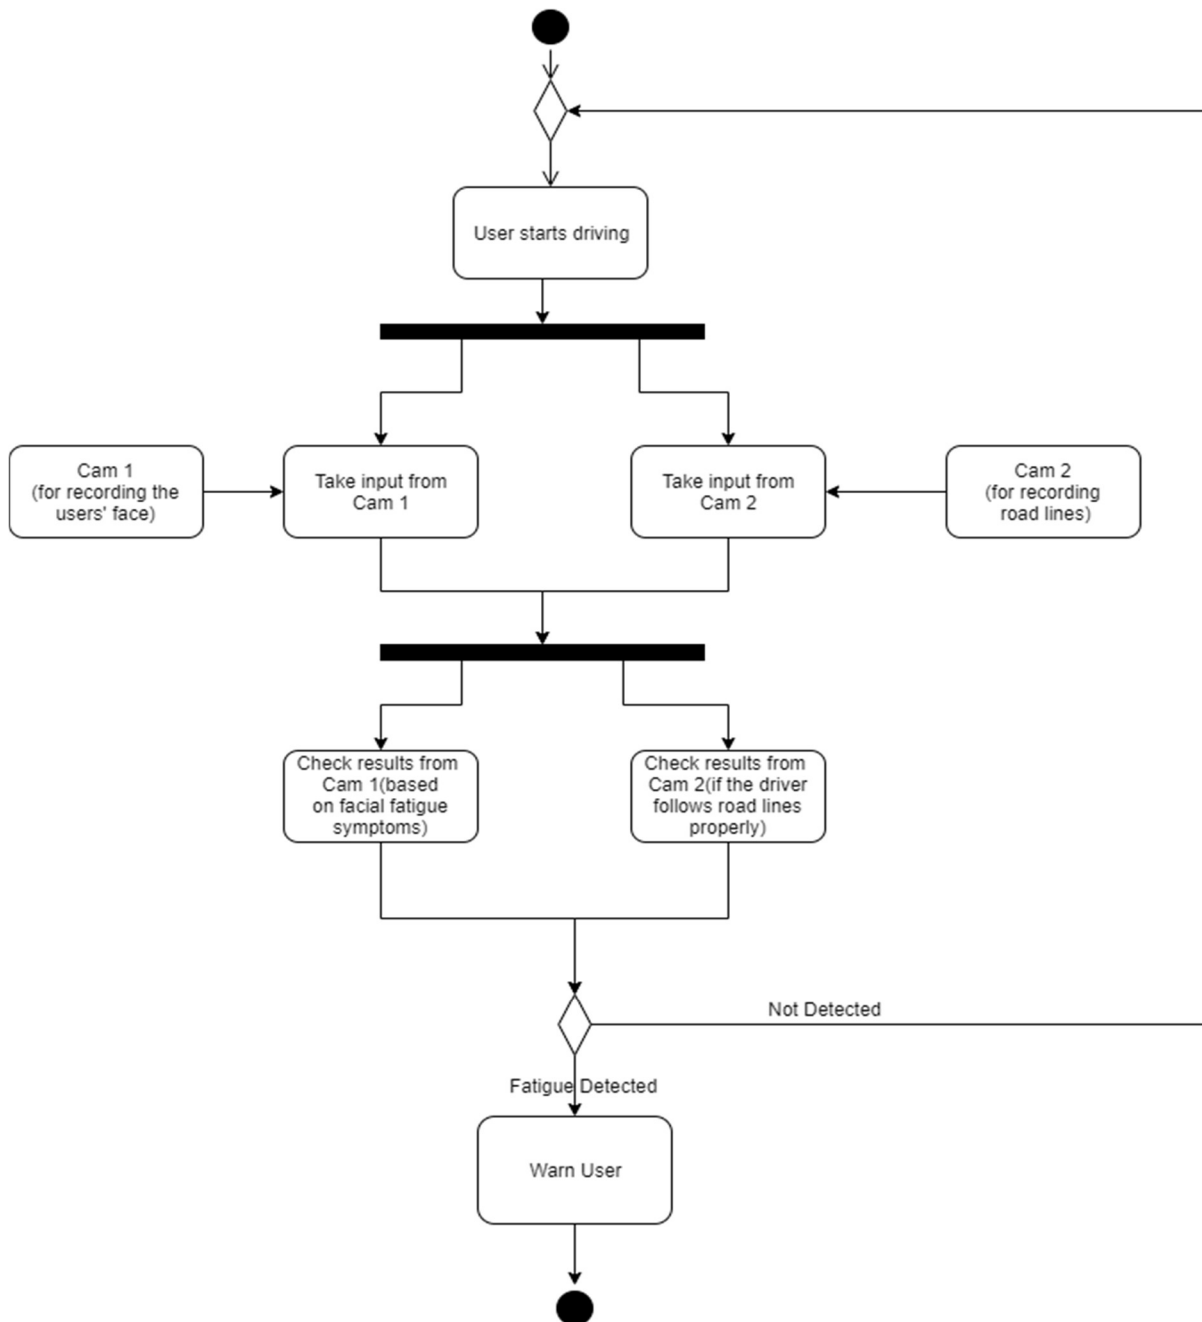 User starts driving
Cam 1
(for recording the
users' face)
Take input from
Cam 1
Take input from
Cam 2
Cam 2
(for recording
road lines)
Check results from
Cam 1(based
on facial fatigue
symptoms)
Check results from
Cam 2(if the driver
follows road lines
properly)
Not Detected
Fatigue Detected
Warn User